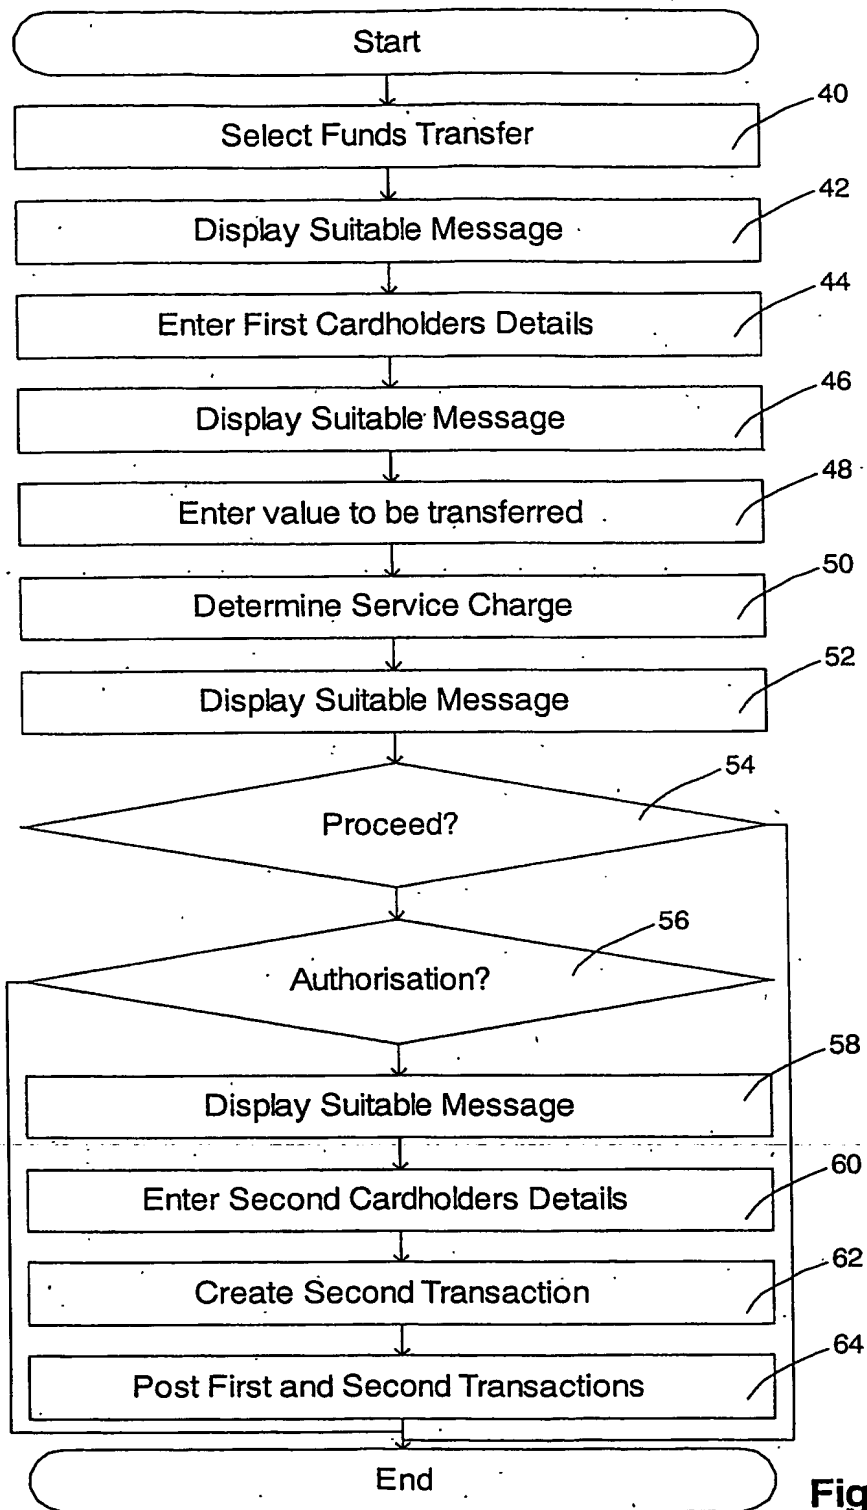 Start
Select Funds Transfer
40
Display Suitable Message
42
Enter First Cardholders Details
44
Display Suitable Message
46
Enter value to be transferred
48
Determine Service Charge
50
Display Suitable Message
52
Proceed?
54
Authorisation?
56
Display Suitable Message
58
Enter Second Cardholders Details
60
Create Second Transaction
62
Post First and Second Transactions
64
End
Fig